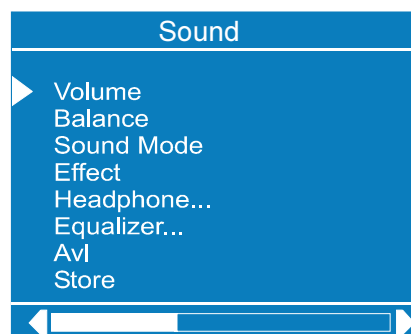 Sound
Volume
Balance
Sound Mode
Effect
Headphone...
Equalizer...
Avl
Store